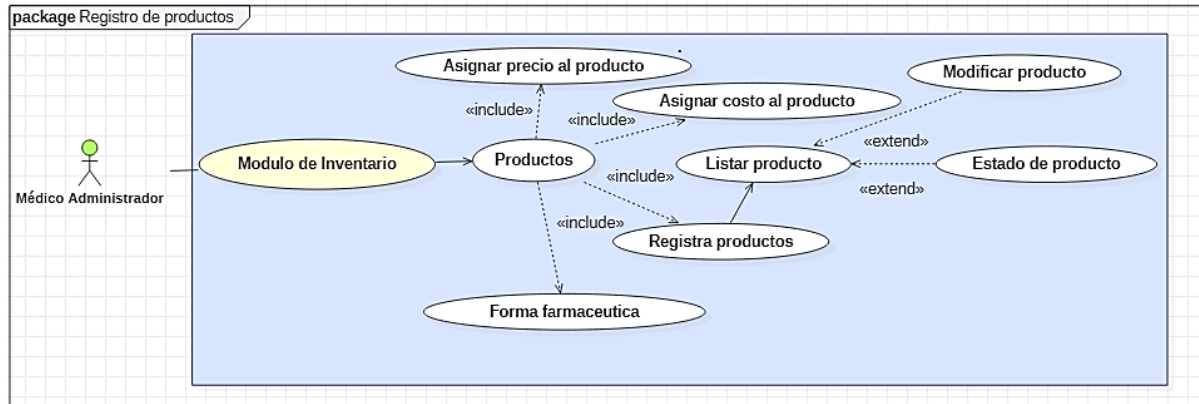 package Registro de productos
Asignar precio al producto
Modificar producto
Asignar costo al producto
«include»
«include»
«extend»
Modulo de Inventario
Productos
Listar producto
Estado de producto
«include»
«extend»
Médico Administrador
«include»
Registra productos
Forma farmaceutica